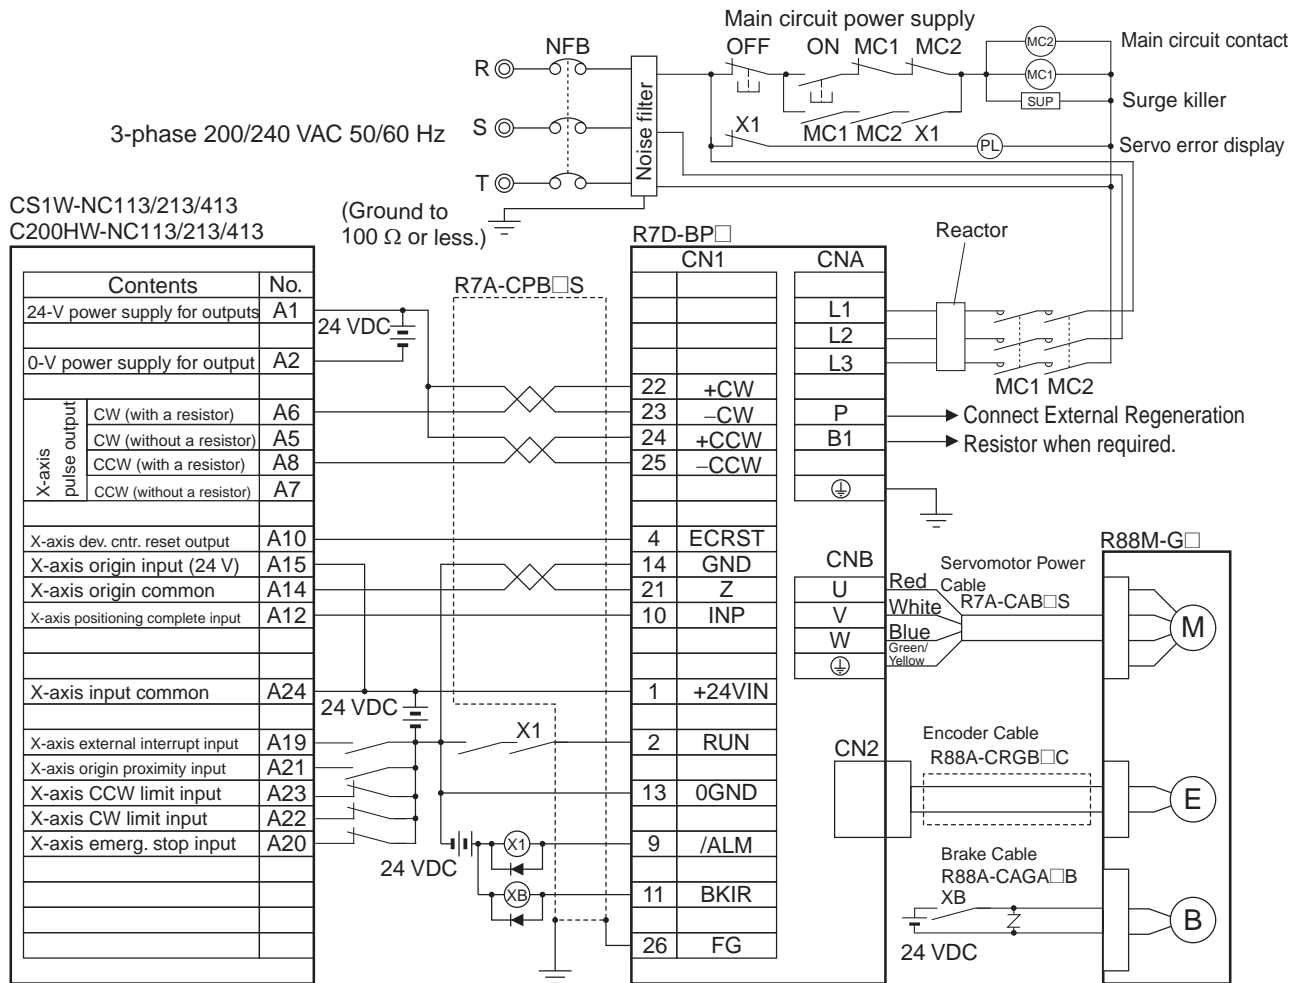 Main circuit power supply
NFB
OFF ON MC1 MC2
MC2
Main circuit contact
R
MC1
SUP
Surge killer
S
3-phase 200/240 VAC 50/60 Hz
Noise filter
X1
MC1 MC2 X1
PL
Servo error display
T
CS1W-NC113/213/413
C200HW-NC113/213/413
(Ground to
100 Ω or less.)
R7D-BP□
Reactor
CN1
CNA
Contents No.
R7A-CPB□S
24-V power supply for outputs A1
24 VDC
0-V power supply for output A2
X-axis
pulse output
CW (with a resistor) A6
CW (without a resistor) A5
CCW (with a resistor) A8
CCW (without a resistor) A7
X-axis dev. cntr. reset output A10
X-axis origin input (24 V) A15
X-axis origin common A14
X-axis positioning complete input A12
X-axis input common A24
24 VDC
X-axis external interrupt input A19
X-axis origin proximity input A21
X-axis CCW limit input A23
X-axis CW limit input A22
X-axis emerg. stop input A20
X1
24 VDC
X1
XB
22 +CW
23 −CW
24 +CCW
25 −CCW
4 ECRST
14 GND
21 Z
10 INP
1 +24VIN
2 RUN
13 0GND
9 /ALM
11 BKIR
26 FG
L1
L2
L3
MC1 MC2
P
B1
Connect External Regeneration
Resistor when required.
CNB
U
V
W
Red
White
Blue
Green/
Yellow
Servomotor Power
Cable
R7A-CAB□S
R88M-G□
M
CN2
Encoder Cable
R88A-CRGB□C
E
Brake Cable
R88A-CAGA□B
XB
24 VDC
B